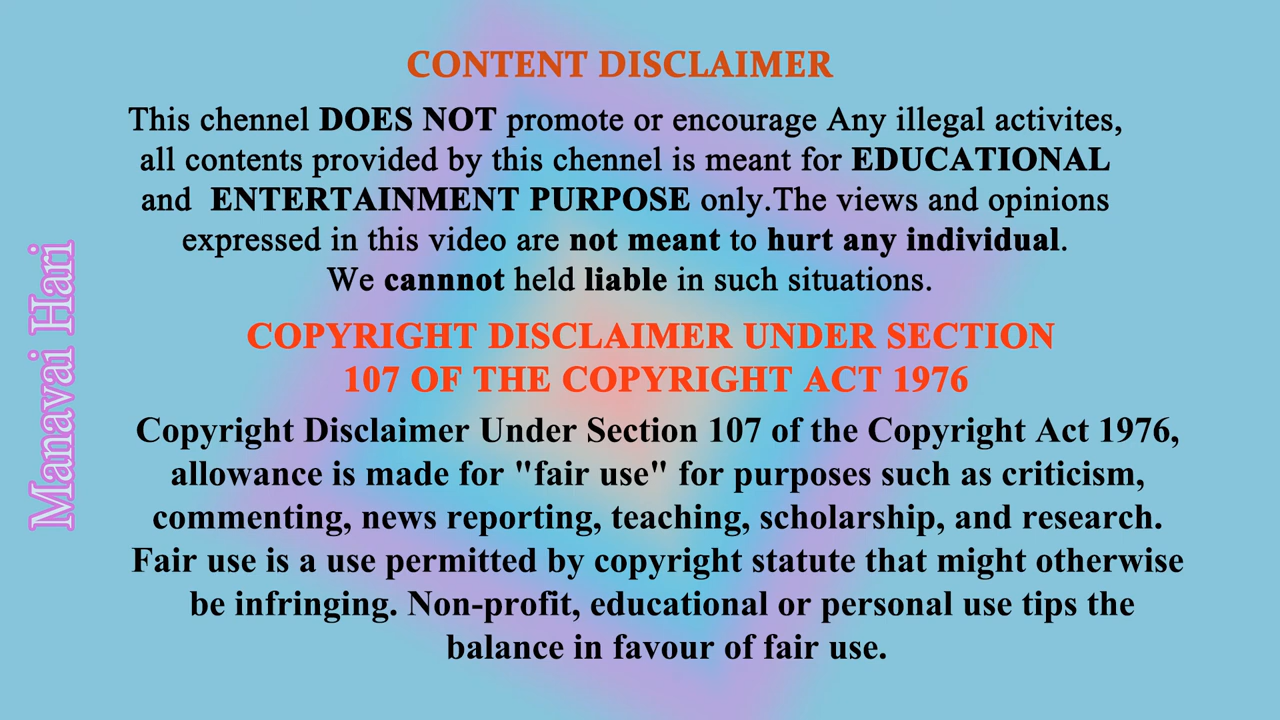 CONTENT DISCLAIMER
This chennel DOES NOT promote or encourage Any illegal activites,
all contents provided by this chennel is meant for EDUCATIONAL
and ENTERTAINMENT PURPOSE only.The views and opinions
expressed in this video are not meant to hurt any individual.
We cannnot held liable in such situations.
COPYRIGHT DISCLAIMER UNDER SECTION
107 OF THE COPYRIGHT ACT 1976
Copyright Disclaimer Under Section 107 of the Copyright Act 1976,
allowance is made for "fair use" for purposes such as criticism,
commenting, news reporting, teaching, scholarship, and research.
Fair use is a use permitted by copyright statute that might otherwise
be infringing. Non-profit, educational or personal use tips the
balance in favour of fair use.
Manavai Hari